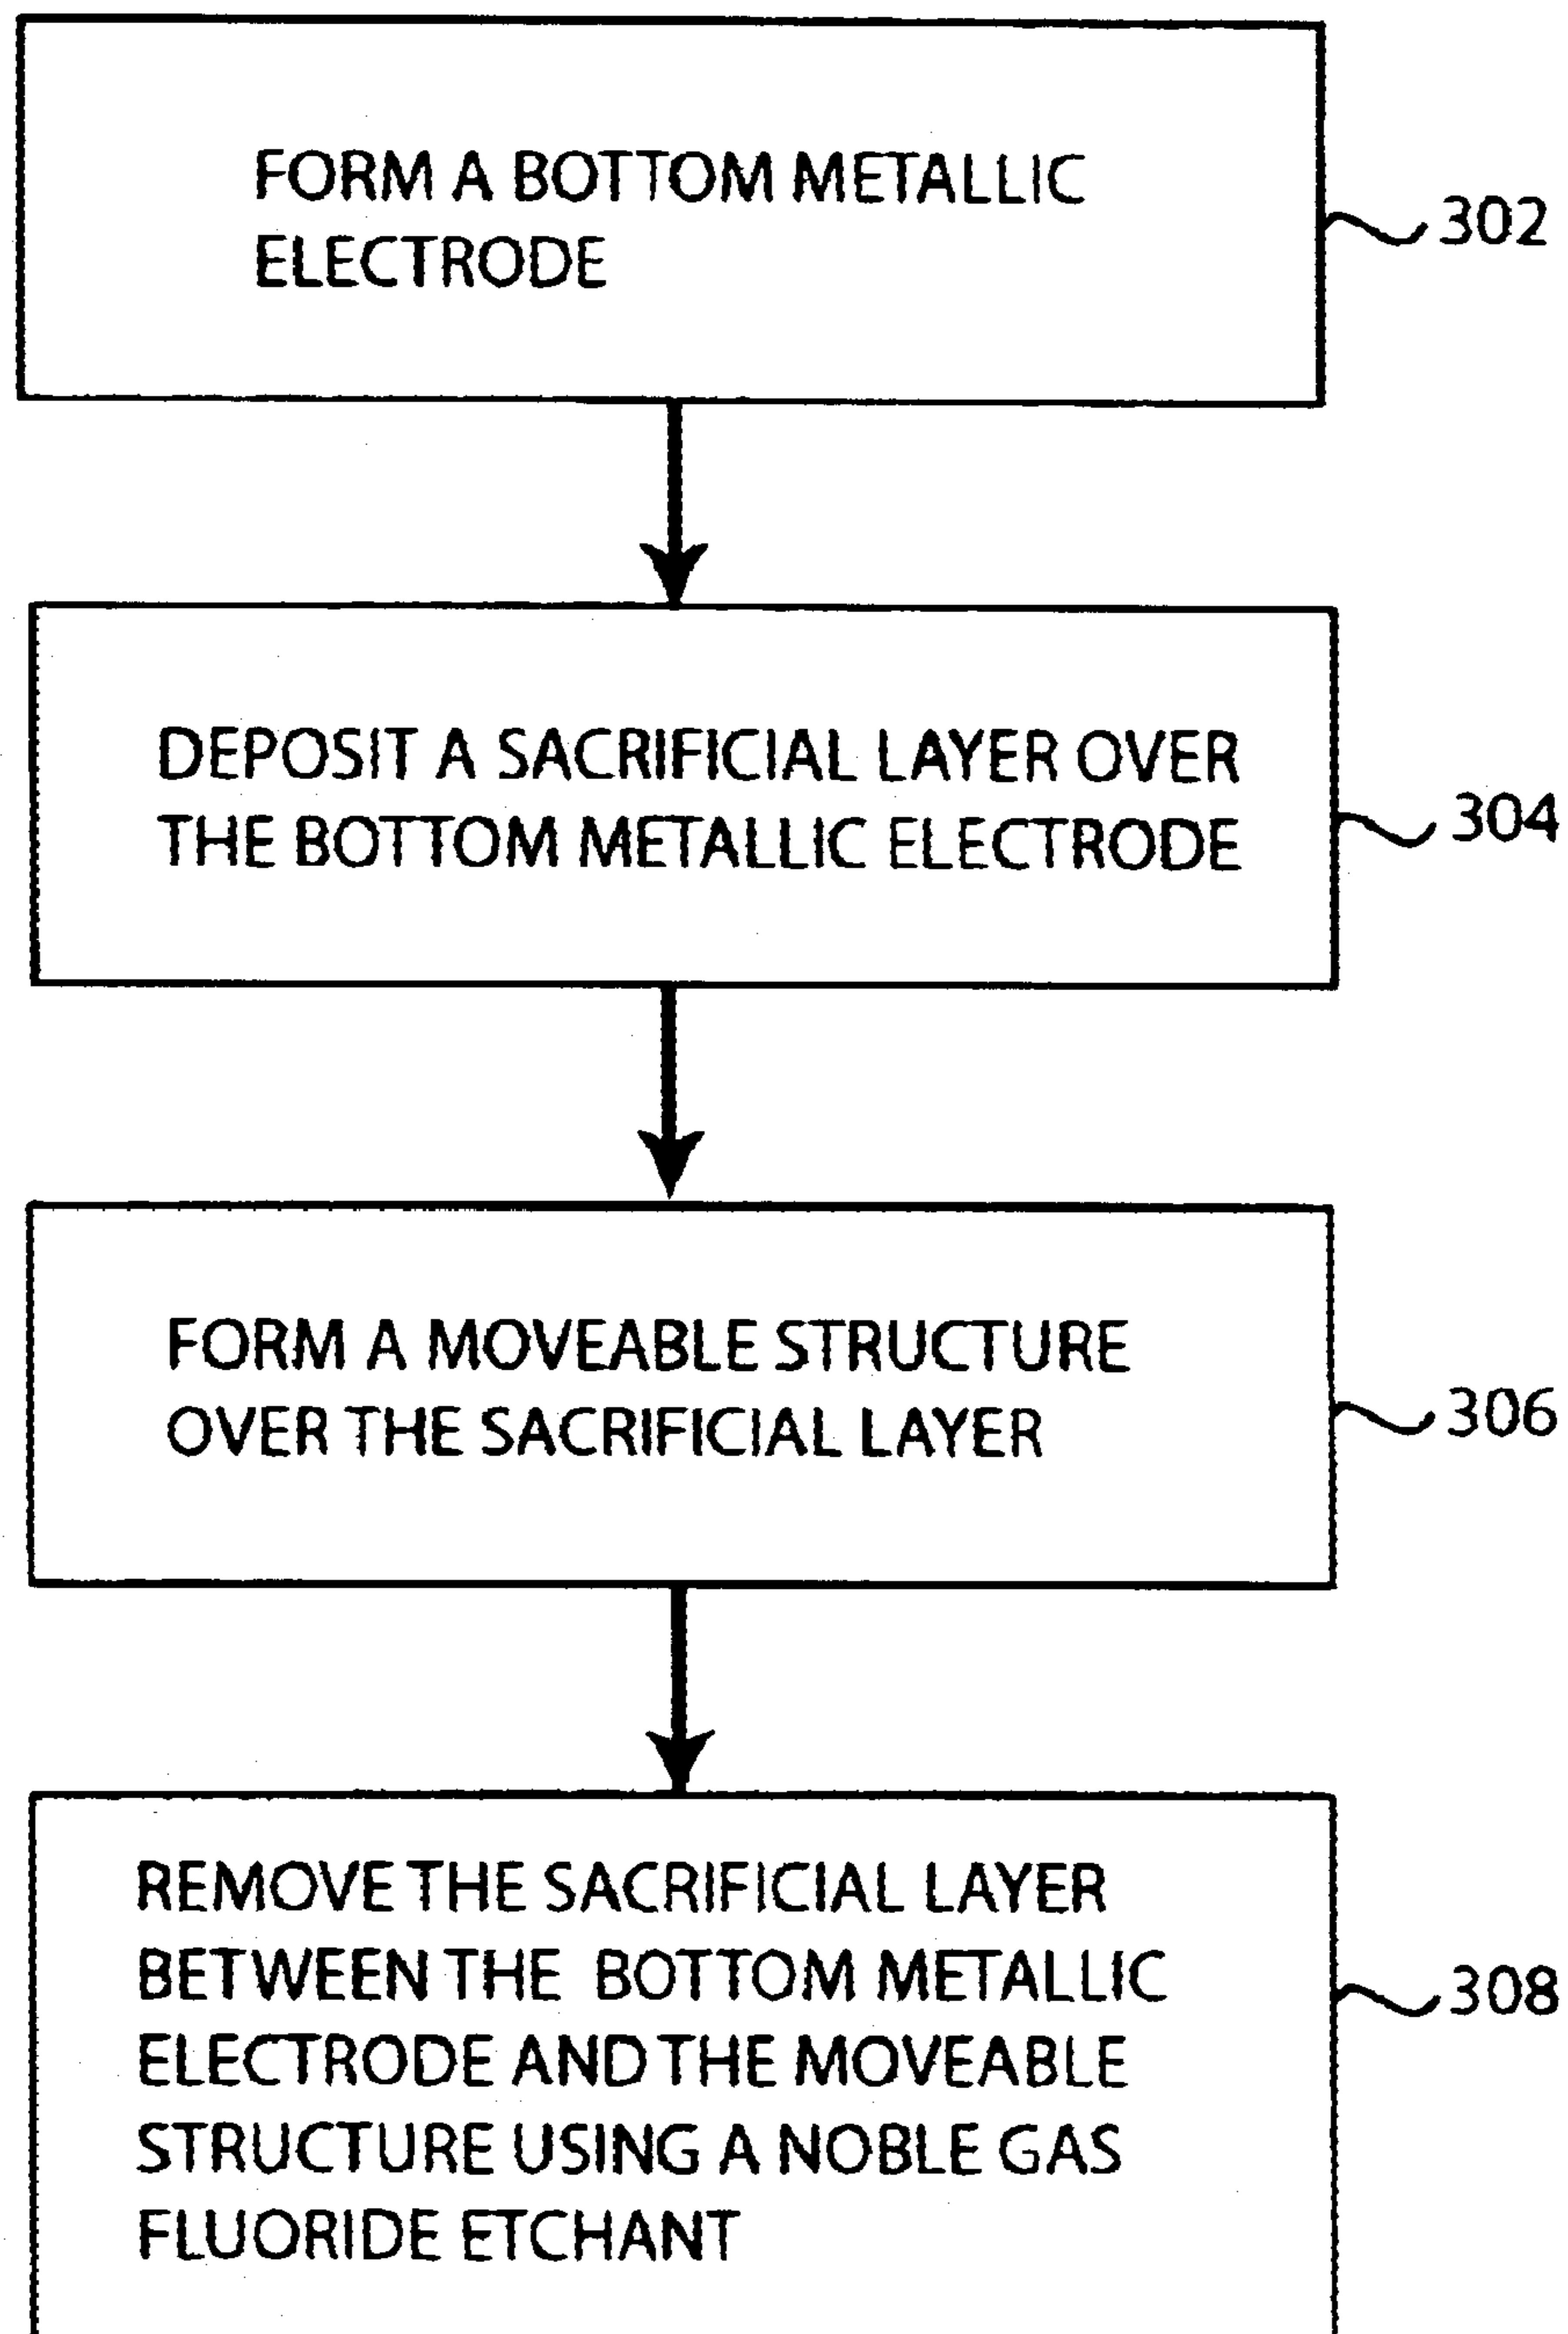 FORM A BOTTOM METALLIC
ELECTRODE
302
DEPOSIT A SACRIFICIAL LAYER OVER
THE BOTTOM METALLIC ELECTRODE
304
FORM A MOVEABLE STRUCTURE
OVER THE SACRIFICIAL LAYER
306
REMOVE THE SACRIFICIAL LAYER
BETWEEN THE BOTTOM METALLIC
ELECTRODE AND THE MOVEABLE
STRUCTURE USING A NOBLE GAS
FLUORIDE ETCHANT
308